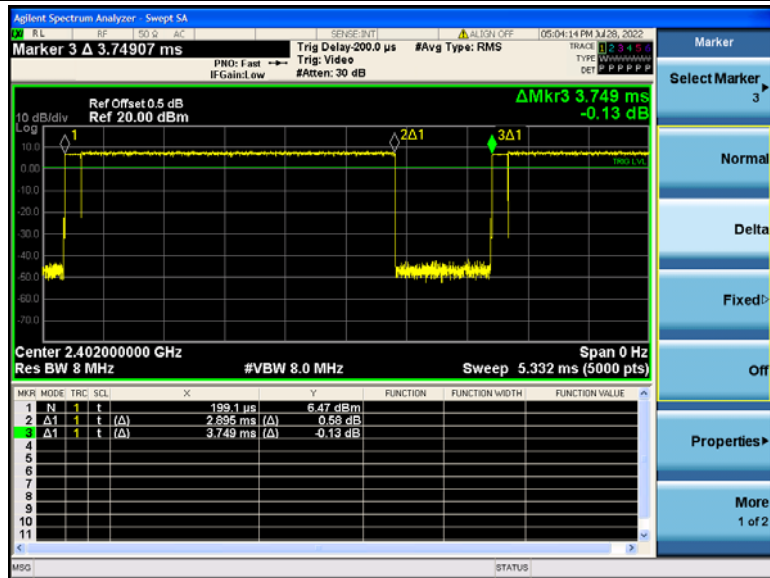 Agilent Spectrum Analyzer - Swept SA
RL RF 50 Ω AC SENSE:INT ALIGN OFF 05:04:14 PM Jul 28, 2022
Marker 3 Δ 3.74907 ms
PNO: Fast
IFGain:Low
Trig Delay-200.0 µs
Trig: Video
#Atten: 30 dB
#Avg Type: RMS
TRACE 1 2 3 4 5 6
TYPE W
DET P P P P P P
Marker
Select Marker
3
Normal
Delta
Fixed
Off
Properties
More
1 of 2
ΔMkr3 3.749 ms
-0.13 dB
Ref Offset 0.5 dB
10 dB/div Ref 20.00 dBm
Log
1 2Δ1 3Δ1
TRIG LVL
10.0
0.00
-10.0
-20.0
-30.0
-40.0
-50.0
-60.0
-70.0
Center 2.402000000 GHz Span 0 Hz
Res BW 8 MHz #VBW 8.0 MHz Sweep 5.332 ms (5000 pts)
MKR MODE TRC SCL X Y FUNCTION FUNCTION WIDTH FUNCTION VALUE
1 N 1 t 199.1 µs 6.47 dBm
2 Δ1 1 t (Δ) 2.895 ms (Δ) 0.58 dB
3 Δ1 1 t (Δ) 3.749 ms (Δ) -0.13 dB
4
5
6
7
8
9
10
11
MSG STATUS